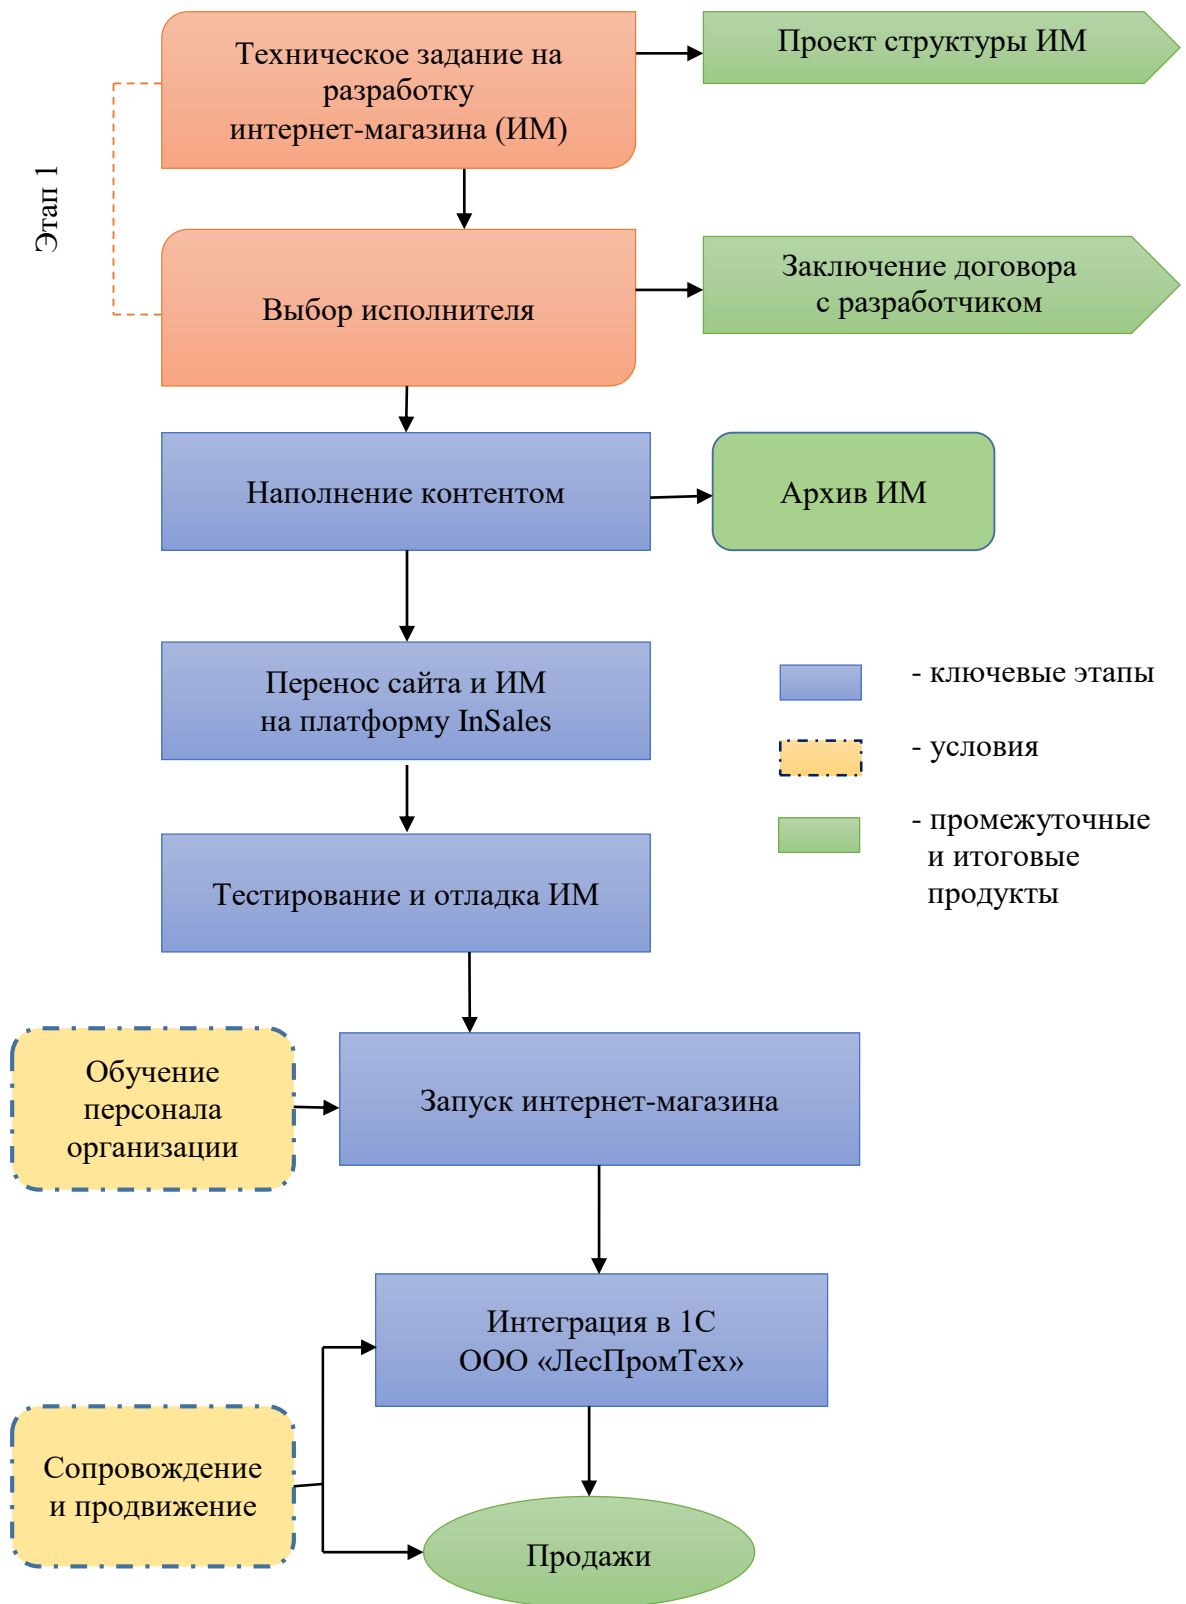 Техническое задание на
разработку
интернет-магазина (ИМ)
Проект структуры ИМ
Этап 1
Выбор исполнителя
Заключение договора
с разработчиком
Наполнение контентом
Архив ИМ
Перенос сайта и ИМ
на платформу InSales
- ключевые этапы
- условия
- промежуточные
и итоговые
продукты
Тестирование и отладка ИМ
Обучение
персонала
организации
Запуск интернет-магазина
Интеграция в 1С
ООО «ЛесПромТех»
Сопровождение
и продвижение
Продажи